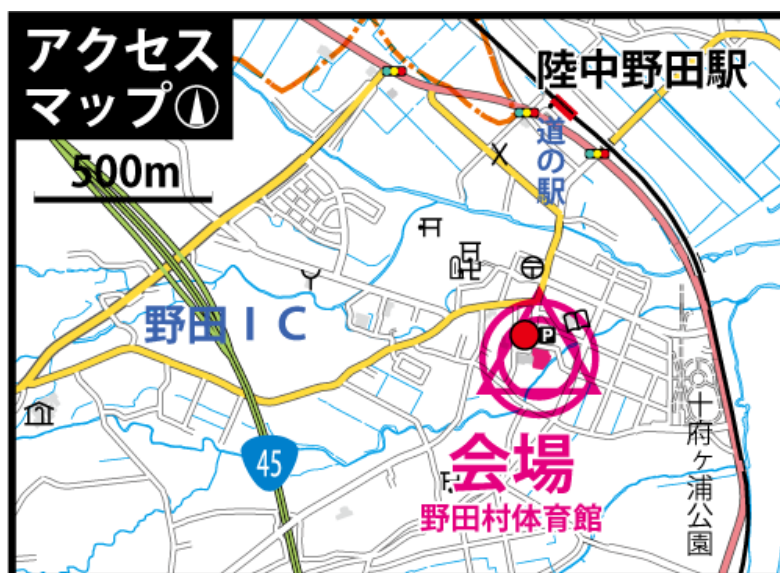 アクセス
マップ
500m
陸中野田駅
道の駅
野田IC
P
45
会場
野田村体育館
十府ヶ浦公園